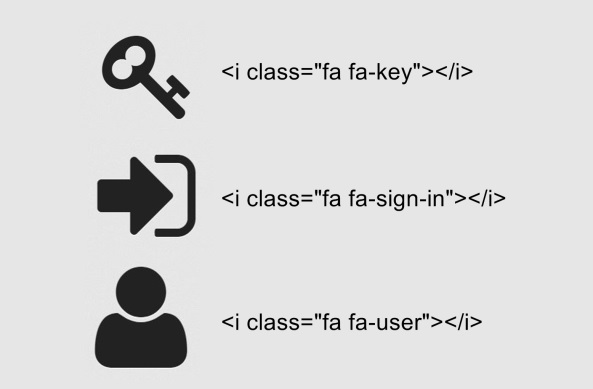 <i class="fa fa-key"></i>
<i class="fa fa-sign-in"></i>
<i class="fa fa-user"></i>